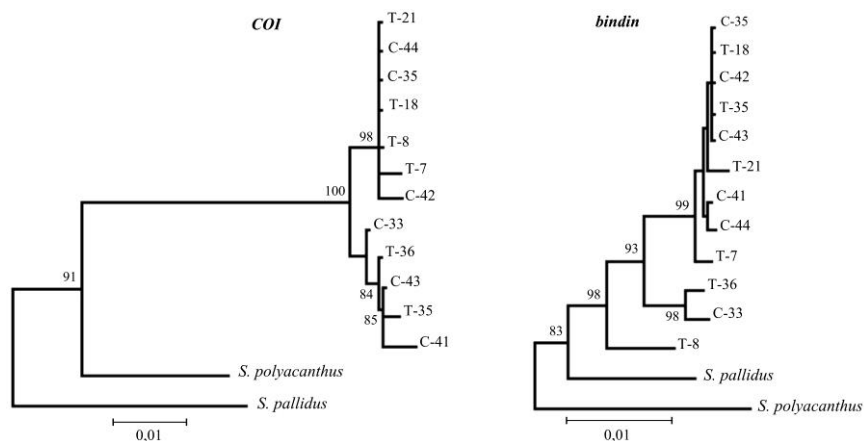 COI
T-21
C-44
C-35
T-18
98
T-8
T-7
C-42
100
C-33
T-36
C-43
84
T-35
85
C-41
91
S. polyacanthus
S. pallidus
0,01
bindin
C-35
T-18
C-42
T-35
C-43
T-21
C-41
99
C-44
93
T-7
T-36
98
98
C-33
83
T-8
S. pallidus
S. polyacanthus
0,01